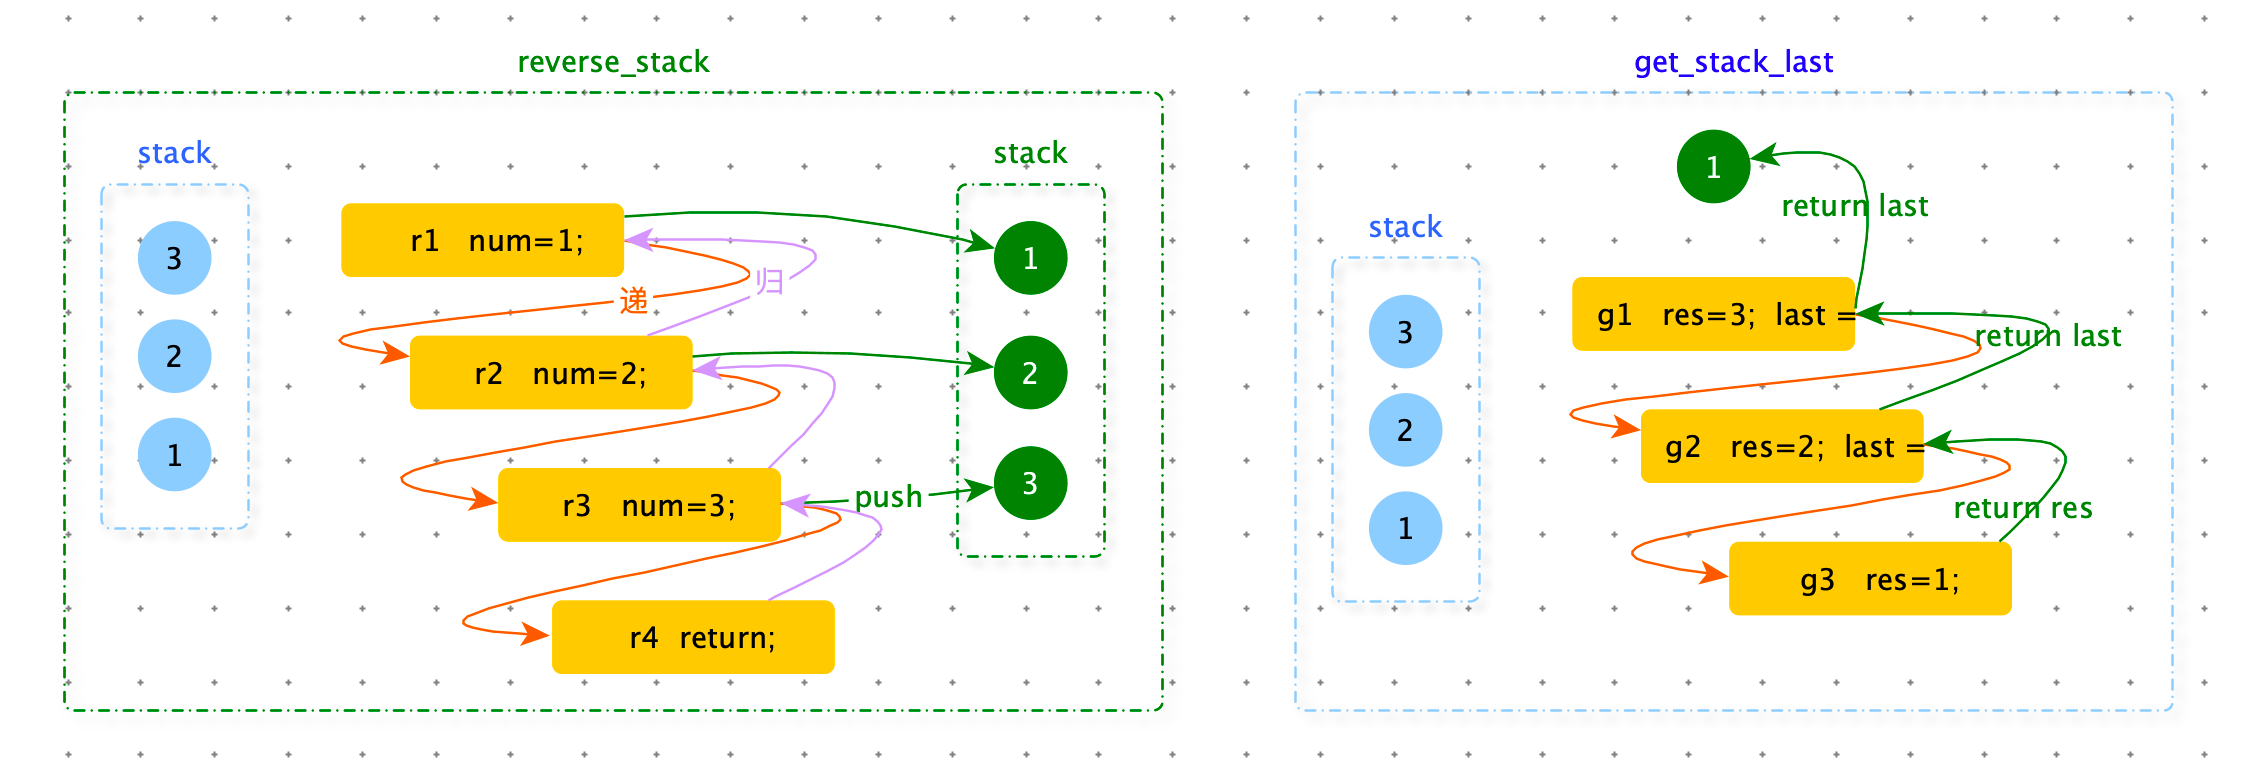 reverse_stack
stack
3
2
1
r1 num=1;
递
归
r2 num=2;
r3 num=3;
push
r4 return;
stack
1
2
3
get_stack_last
1
return last
stack
3
2
1
g1 res=3; last =
return last
g2 res=2; last =
return res
g3 res=1;